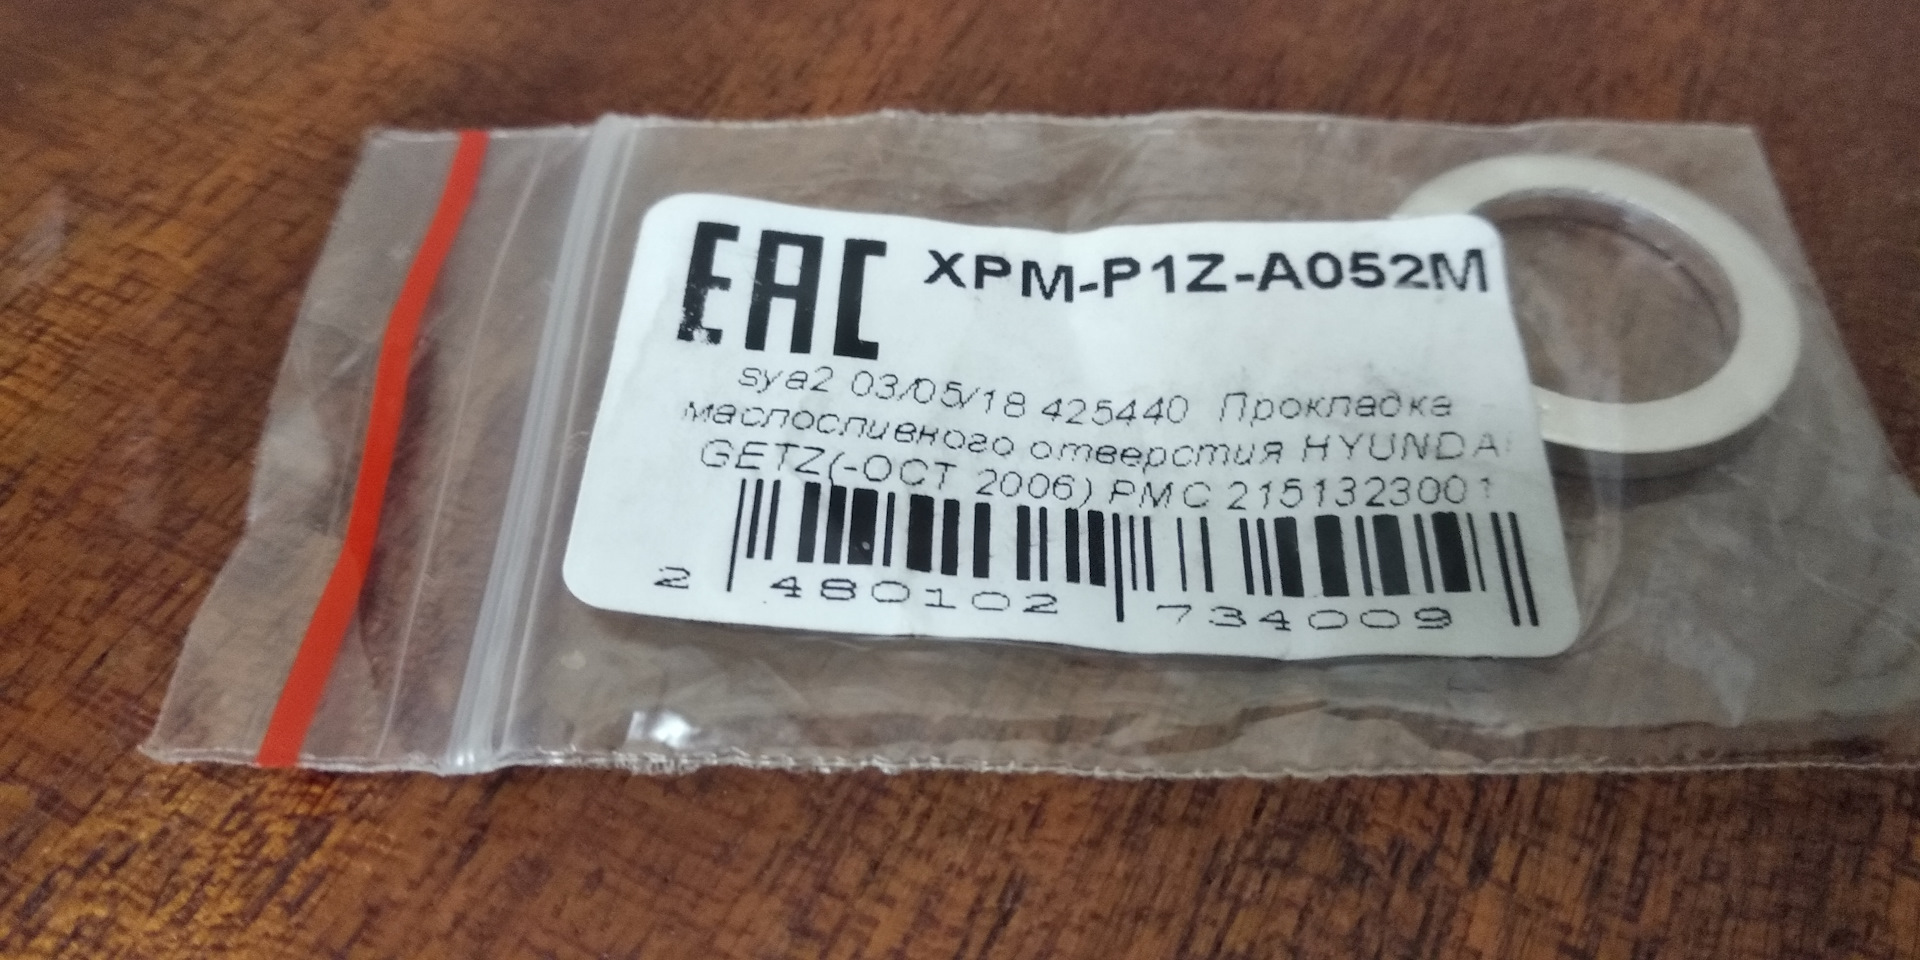 EAC XPM-P1Z-A052M
sya2 03/05/18 425440 Прокладка
маслосливного отверстия HYUNDAI
GETZ(-OCT 2006) PMC 2151323001
2 480102 734009